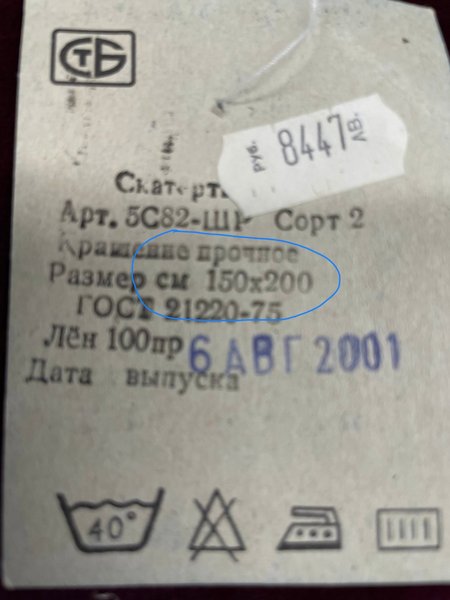 СТБ
руб. 8447 АВ.
Скатерть
Арт. 5С82-ШР Сорт 2
Крашение прочное
Размер см 150х200
ГОСТ 21220-75
Лён 100пр
6 АВГ 2001
Дата выпуска
40°